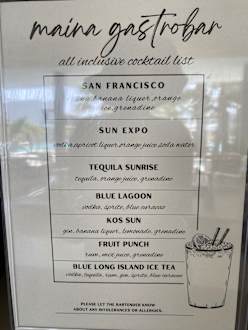 maina gastrobar
all inclusive cocktail list
SAN FRANCISCO
banana liquer, orange
grenadine
SUN EXPO
apricot liquer, orange juice, soda water
TEQUILA SUNRISE
tequila, orange juice, grenadine
BLUE LAGOON
vodka, sprite, blue curacao
KOS SUN
gin, banana liquer, limonade, grenadine
FRUIT PUNCH
rum, mix juice, grenadine
BLUE LONG ISLAND ICE TEA
vodka, tequila, rum, gin, sprite, blue curacao
PLEASE LET THE BARTENDER KNOW
ABOUT ANY INTOLERANCES OR ALLERGIES.